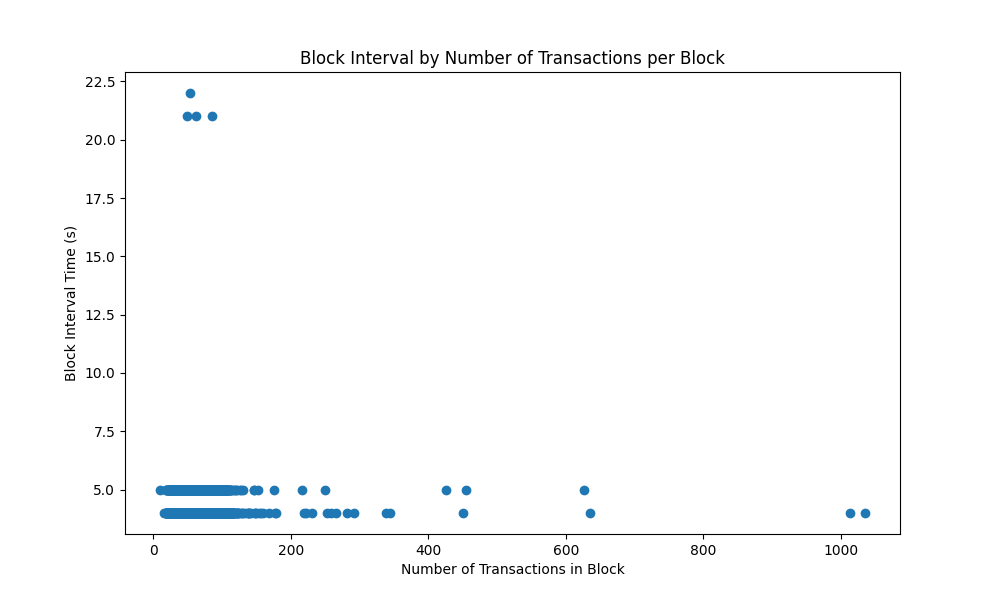 Block Interval by Number of Transactions per Block
22.5
20.0
17.5
15.0
12.5
10.0
7.5
5.0
Block Interval Time (s)
0 200 400 600 800 1000
Number of Transactions in Block